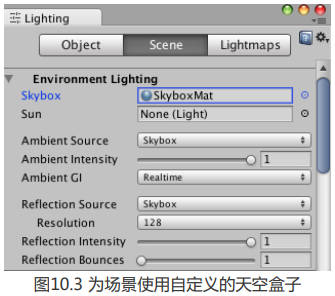 Lighting
Object Scene Lightmaps
Environment Lighting
Skybox SkyboxMat
Sun None (Light)
Ambient Source Skybox
Ambient Intensity 1
Ambient GI Realtime
Reflection Source Skybox
Resolution 128
Reflection Intensity 1
Reflection Bounces 1
图10.3 为场景使用自定义的天空盒子